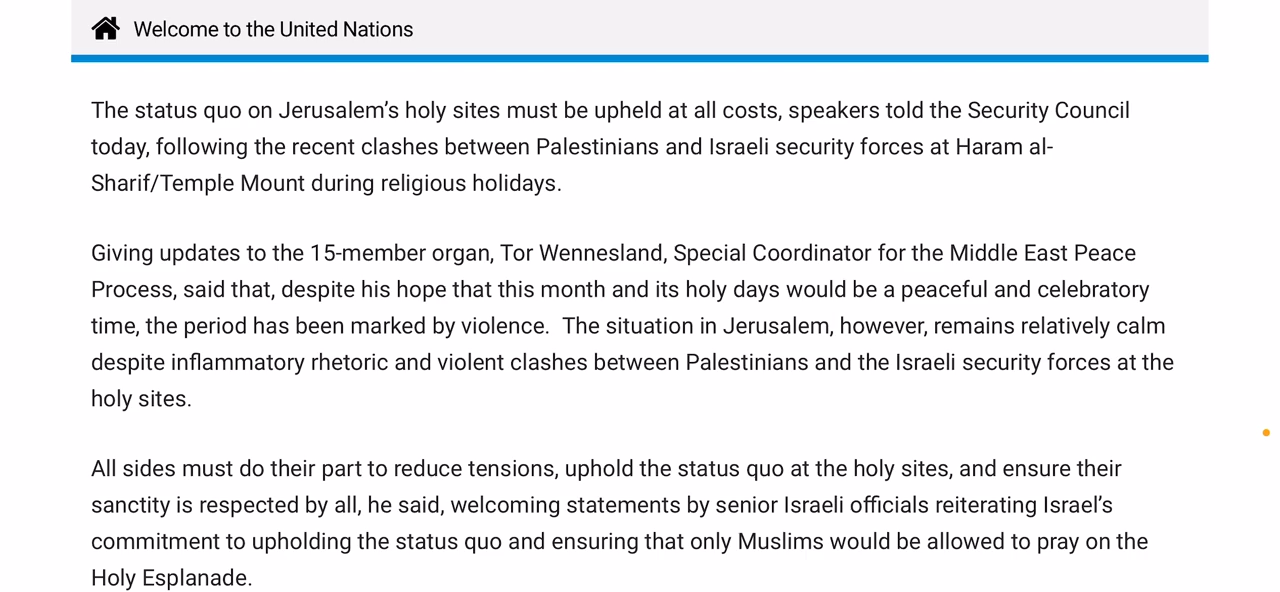 Welcome to the United Nations
The status quo on Jerusalem’s holy sites must be upheld at all costs, speakers told the Security Council
today, following the recent clashes between Palestinians and Israeli security forces at Haram al-
Sharif/Temple Mount during religious holidays.
Giving updates to the 15-member organ, Tor Wennesland, Special Coordinator for the Middle East Peace
Process, said that, despite his hope that this month and its holy days would be a peaceful and celebratory
time, the period has been marked by violence.  The situation in Jerusalem, however, remains relatively calm
despite inflammatory rhetoric and violent clashes between Palestinians and the Israeli security forces at the
holy sites.
All sides must do their part to reduce tensions, uphold the status quo at the holy sites, and ensure their
sanctity is respected by all, he said, welcoming statements by senior Israeli officials reiterating Israel’s
commitment to upholding the status quo and ensuring that only Muslims would be allowed to pray on the
Holy Esplanade.